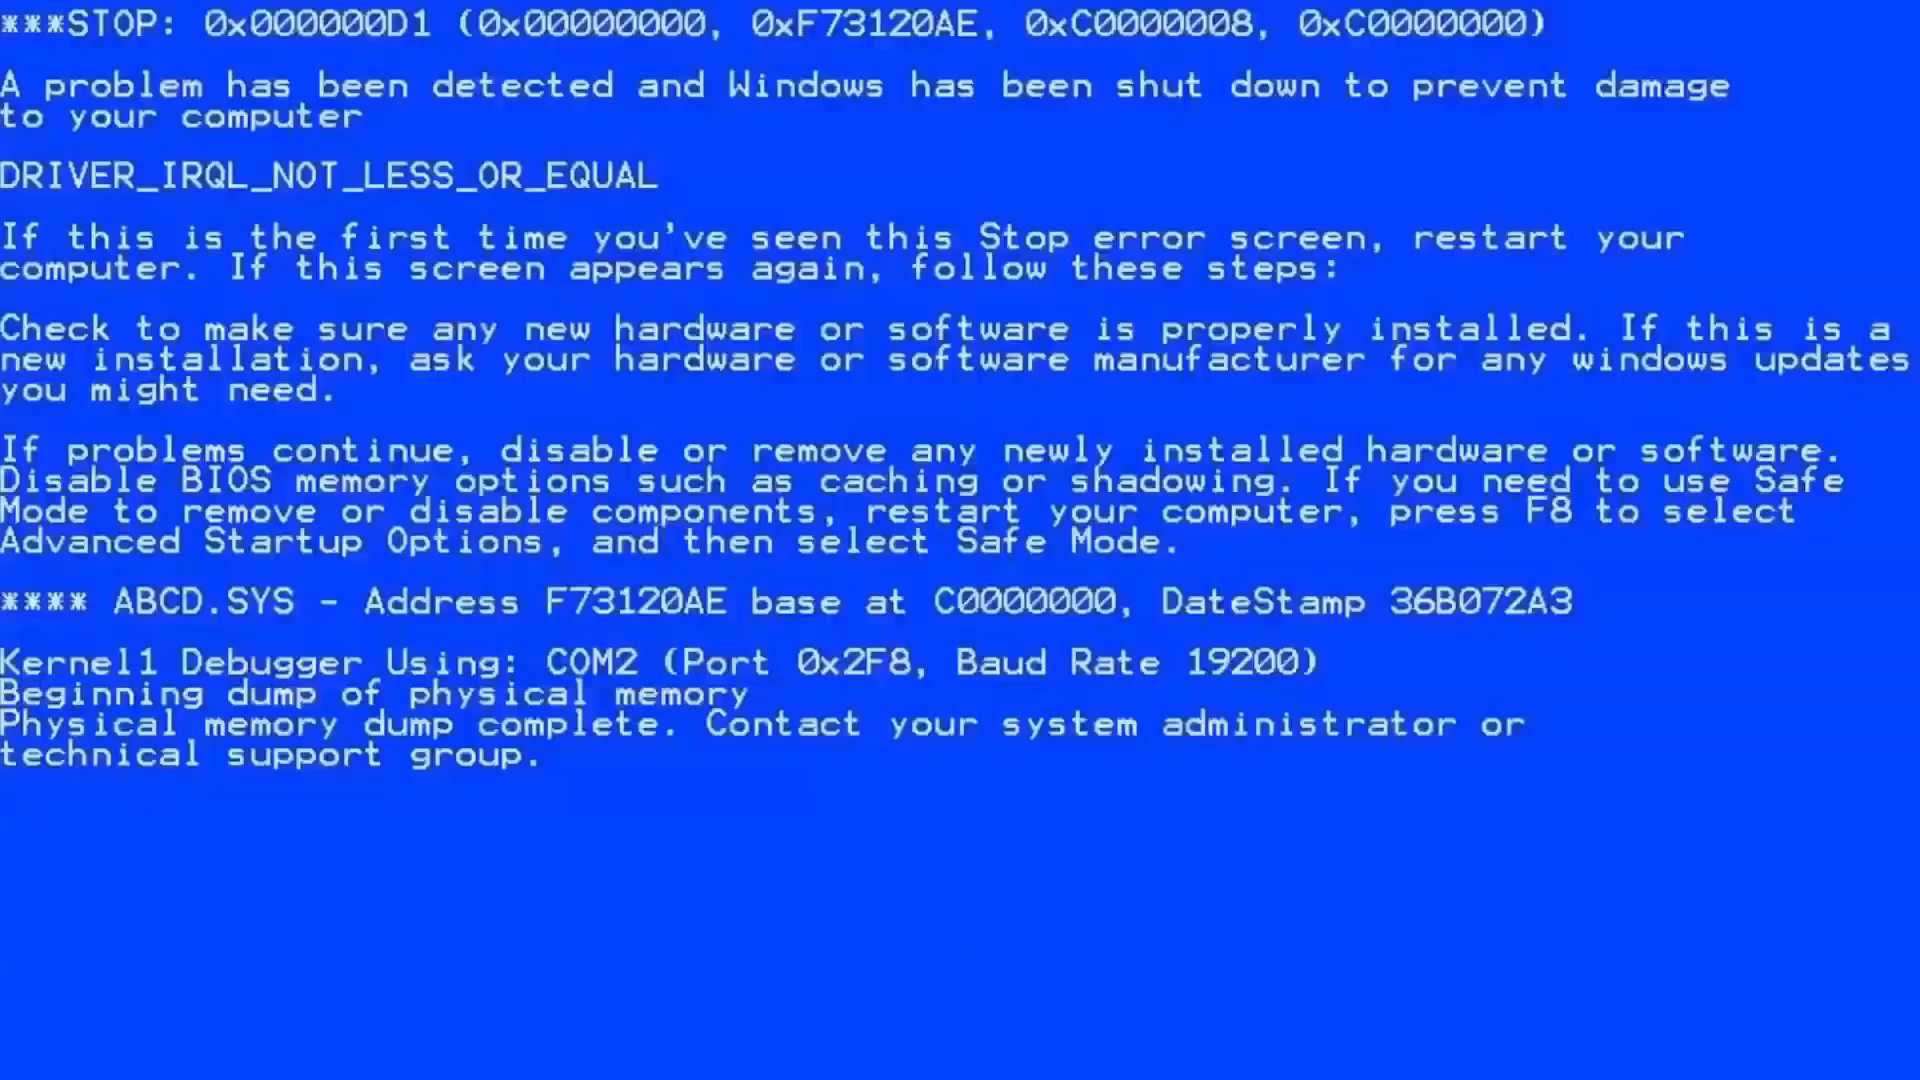 ***STOP: 0x000000D1 (0x00000000, 0xF73120AE, 0xC0000008, 0xC0000000)
A problem has been detected and Windows has been shut down to prevent damage
to your computer
DRIVER_IRQL_NOT_LESS_OR_EQUAL
If this is the first time you've seen this Stop error screen, restart your
computer. If this screen appears again, follow these steps:
Check to make sure any new hardware or software is properly installed. If this is a
new installation, ask your hardware or software manufacturer for any windows updates
you might need.
If problems continue, disable or remove any newly installed hardware or software.
Disable BIOS memory options such as caching or shadowing. If you need to use Safe
Mode to remove or disable components, restart your computer, press F8 to select
Advanced Startup Options, and then select Safe Mode.
**** ABCD.SYS - Address F73120AE base at C0000000, DateStamp 36B072A3
Kernel1 Debugger Using: COM2 (Port 0x2F8, Baud Rate 19200)
Beginning dump of physical memory
Physical memory dump complete. Contact your system administrator or
technical support group.